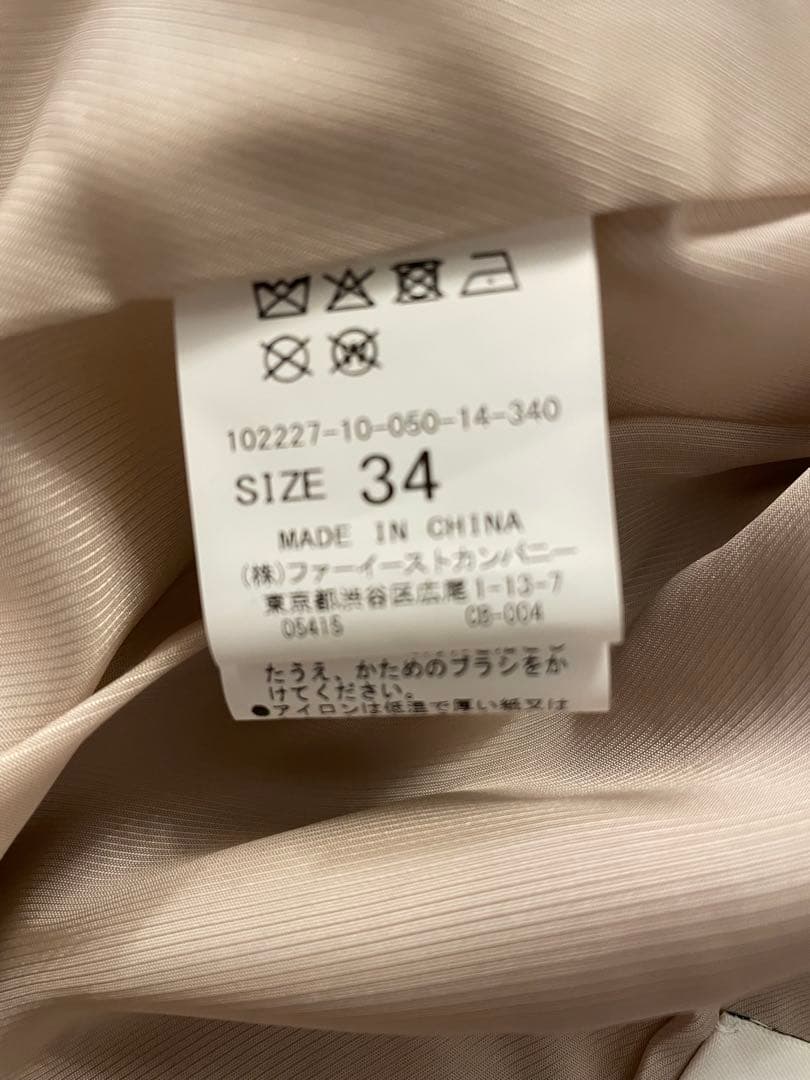 102227-10-050-14-340
SIZE 34
MADE IN CHINA
(株)ファーイーストカンパニー
東京都渋谷区広尾1-13-7
0541S CB-004
たうえ、かためのブラシをか
けてください。
●アイロンは低温で厚い紙又は